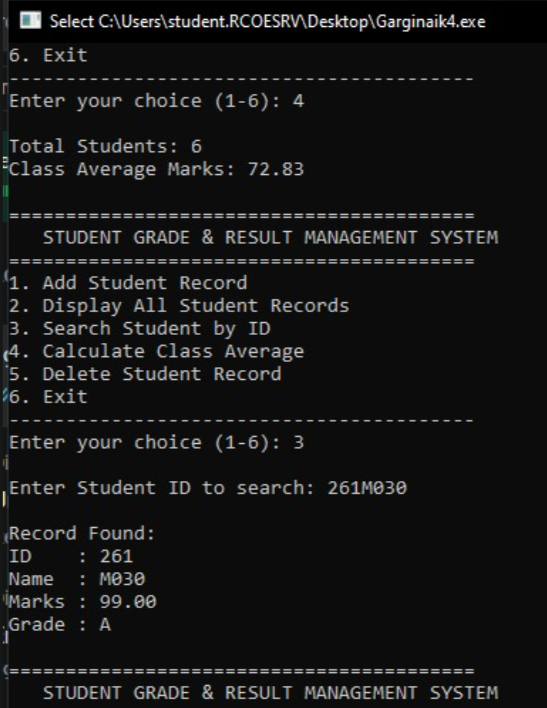 Select C:\Users\student.RCOESRV\Desktop\Garginaik4.exe
6. Exit
-----------------------------------------
Enter your choice (1-6): 4
Total Students: 6
Class Average Marks: 72.83
=========================================
STUDENT GRADE & RESULT MANAGEMENT SYSTEM
=========================================
1. Add Student Record
2. Display All Student Records
3. Search Student by ID
4. Calculate Class Average
5. Delete Student Record
6. Exit
-----------------------------------------
Enter your choice (1-6): 3
Enter Student ID to search: 261M030
Record Found:
ID    : 261
Name  : M030
Marks : 99.00
Grade : A
=========================================
STUDENT GRADE & RESULT MANAGEMENT SYSTEM